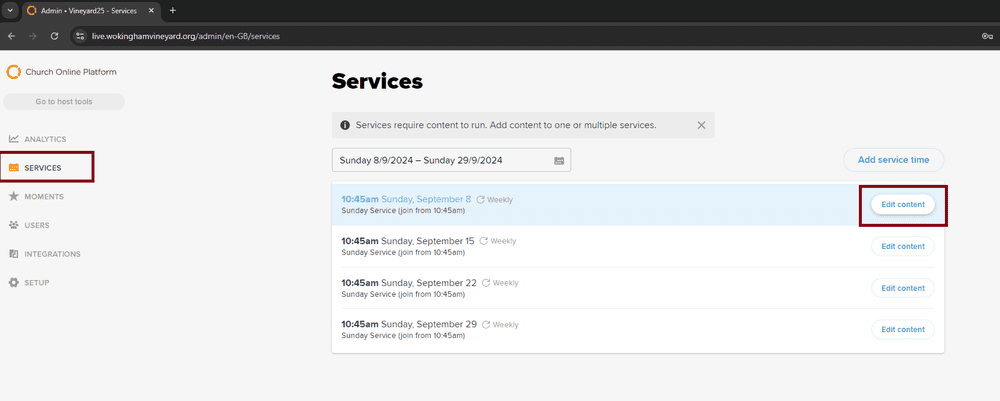 Admin • Vineyard25 - Services
live.wokinghamvineyard.org/admin/en-GB/services
Church Online Platform
Go to host tools
ANALYTICS
SERVICES
MOMENTS
USERS
INTEGRATIONS
SETUP
Services
Services require content to run. Add content to one or multiple services.
Sunday 8/9/2024 – Sunday 29/9/2024
Add service time
10:45am Sunday, September 8 Weekly
Sunday Service (join from 10:45am)
Edit content
10:45am Sunday, September 15 Weekly
Sunday Service (join from 10:45am)
Edit content
10:45am Sunday, September 22 Weekly
Sunday Service (join from 10:45am)
Edit content
10:45am Sunday, September 29 Weekly
Sunday Service (join from 10:45am)
Edit content